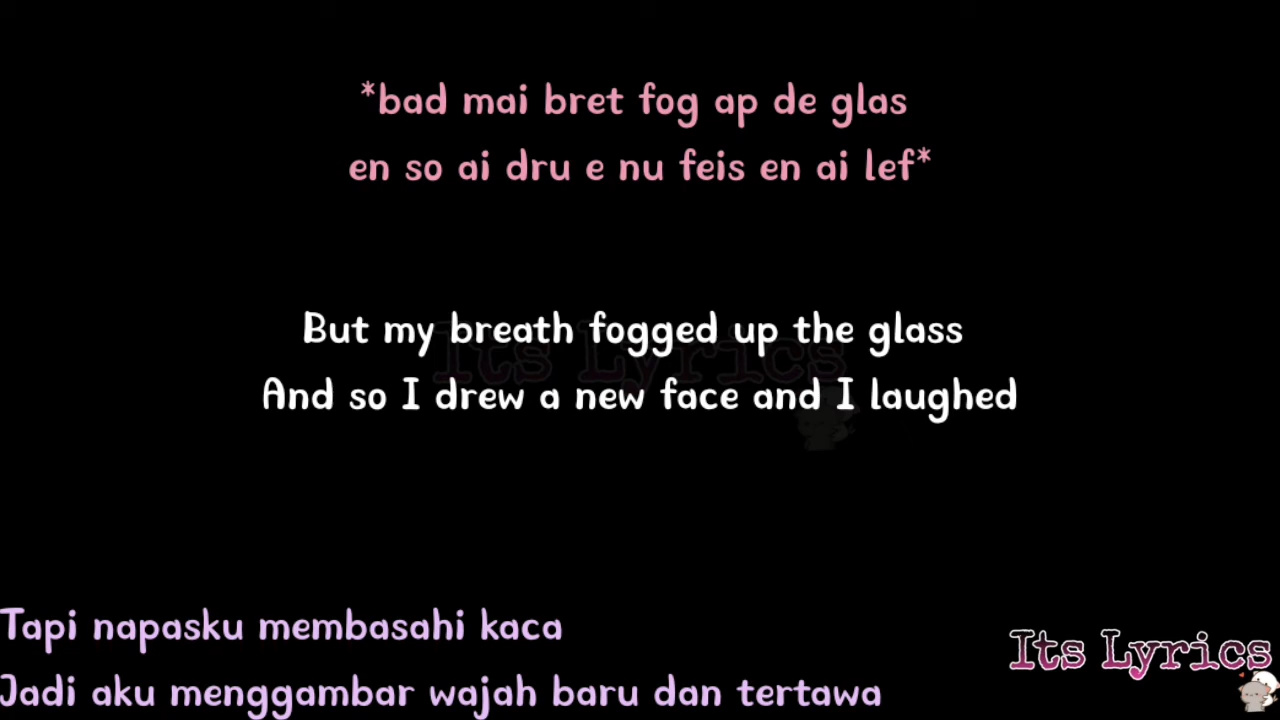 *bad mai bret fog ap de glas
en so ai dru e nu feis en ai lef*
But my breath fogged up the glass
And so I drew a new face and I laughed
Its Lyrics
Tapi napasku membasahi kaca
Jadi aku menggambar wajah baru dan tertawa
Its Lyrics